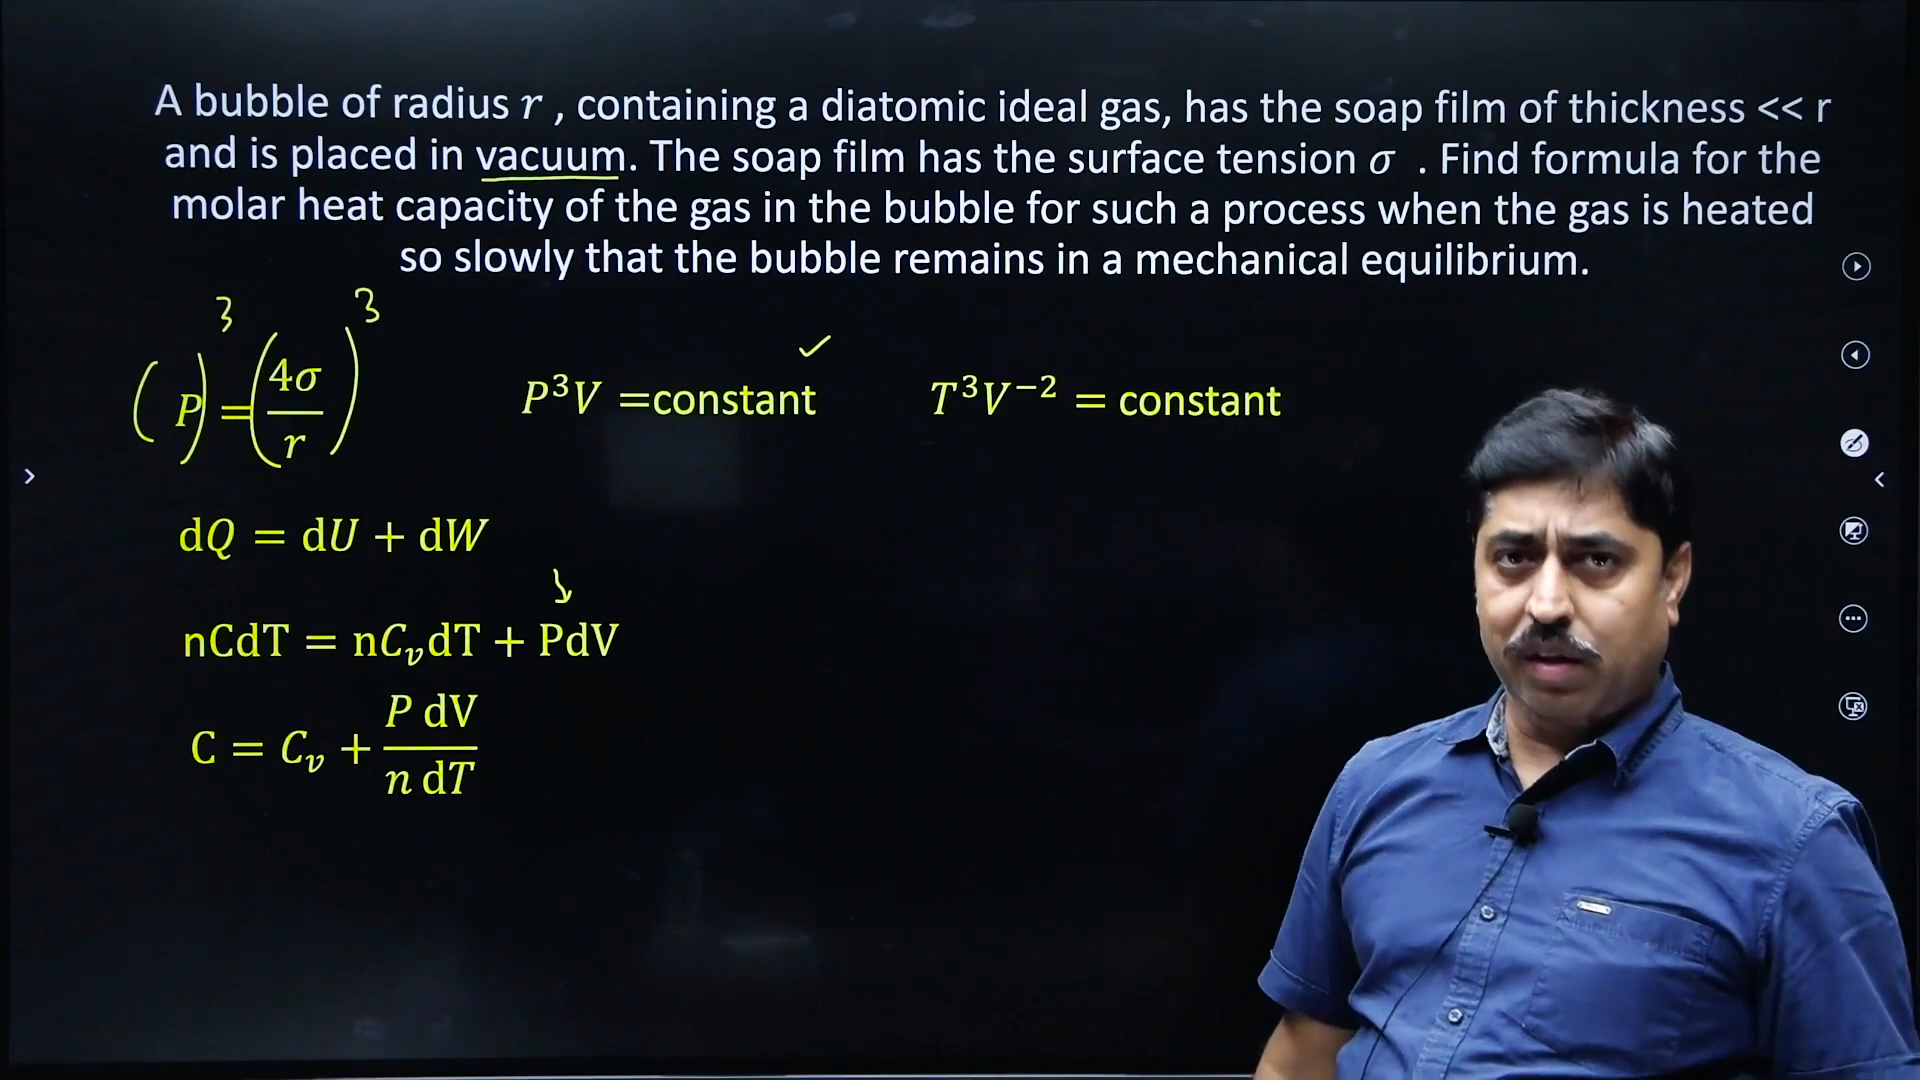 A bubble of radius r , containing a diatomic ideal gas, has the soap film of thickness << r
and is placed in vacuum. The soap film has the surface tension σ . Find formula for the
molar heat capacity of the gas in the bubble for such a process when the gas is heated
so slowly that the bubble remains in a mechanical equilibrium.
(P)³ = (4σ/r)³
P³V =constant ✓
T³V⁻² = constant
dQ = dU + dW
nCdT = nCᵥdT + PdV
C = Cᵥ + P dV / n dT